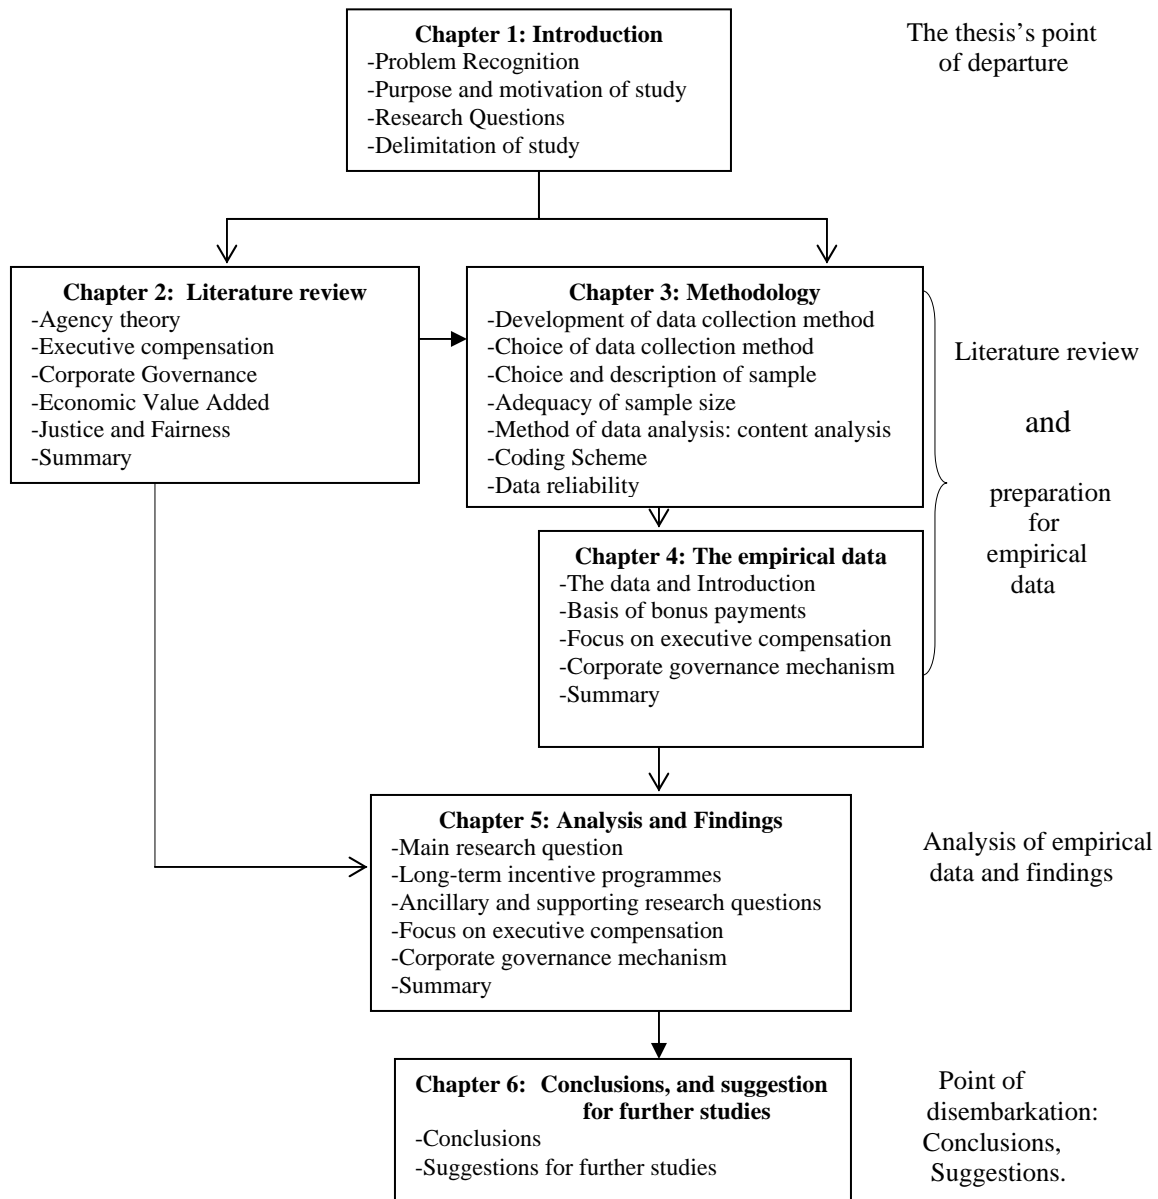 Chapter 1: Introduction
-Problem Recognition
-Purpose and motivation of study
-Research Questions
-Delimitation of study
The thesis's point
of departure
Chapter 2: Literature review
-Agency theory
-Executive compensation
-Corporate Governance
-Economic Value Added
-Justice and Fairness
-Summary
Chapter 3: Methodology
-Development of data collection method
-Choice of data collection method
-Choice and description of sample
-Adequacy of sample size
-Method of data analysis: content analysis
-Coding Scheme
-Data reliability
Literature review
and
preparation
for
empirical
data
Chapter 4: The empirical data
-The data and Introduction
-Basis of bonus payments
-Focus on executive compensation
-Corporate governance mechanism
-Summary
Chapter 5: Analysis and Findings
-Main research question
-Long-term incentive programmes
-Ancillary and supporting research questions
-Focus on executive compensation
-Corporate governance mechanism
-Summary
Analysis of empirical
data and findings
Chapter 6: Conclusions, and suggestion
for further studies
-Conclusions
-Suggestions for further studies
Point of
disembarkation:
Conclusions,
Suggestions.